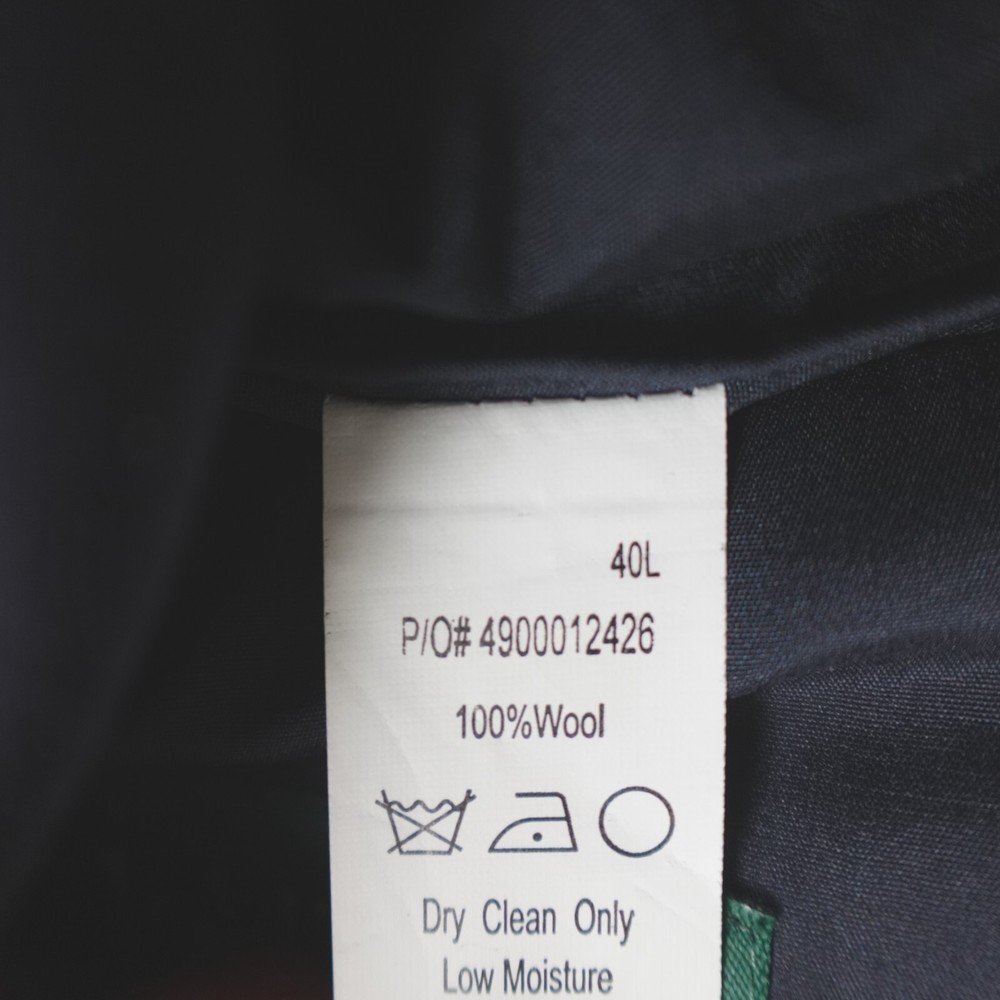 40L
P/O# 4900012426
100%Wool
Dry Clean Only
Low Moisture